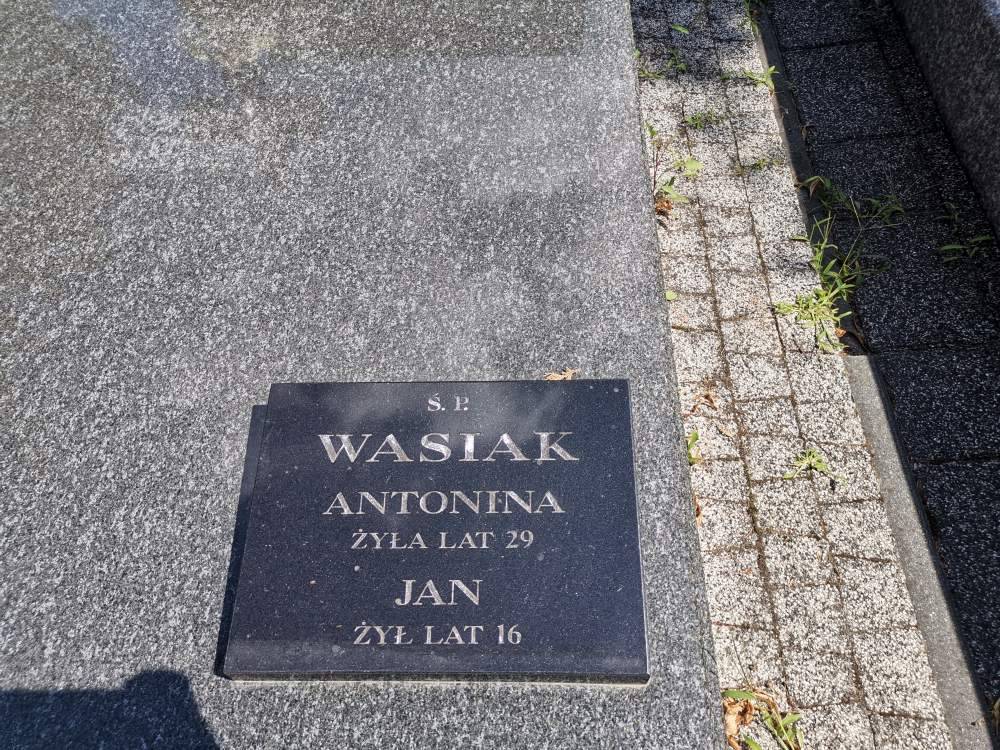 Ś. P.
WASIAK
ANTONINA
ŻYŁA LAT 29
JAN
ŻYŁ LAT 16